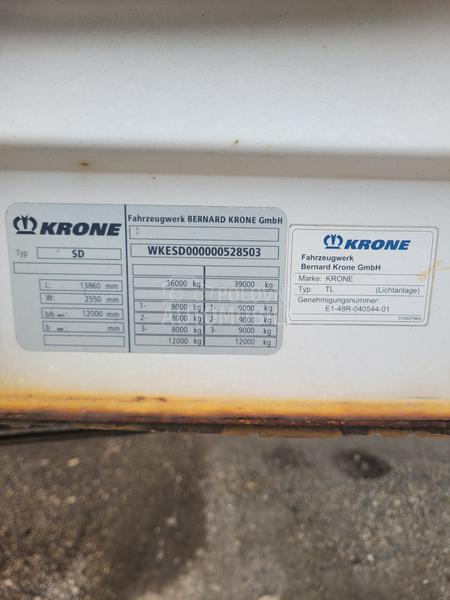 KRONE
Typ SD
L: 13860 mm
W: 2550 mm
b/b 12000 mm
b : mm
Fahrzeugwerk BERNARD KRONE GmbH
WKESD000000528503
36000 kg 39000 kg
1- 8000 kg 1- 9000 kg
2- 8000 kg 2- 9000 kg
3- 8000 kg 3- 9000 kg
12000 kg 12000 kg
KRONE
Fahrzeugwerk
Bernard Krone GmbH
Marke: KRONE
Typ: TL (Lichtanlage)
Genehmigungsnummer:
E1-48R-040544-01